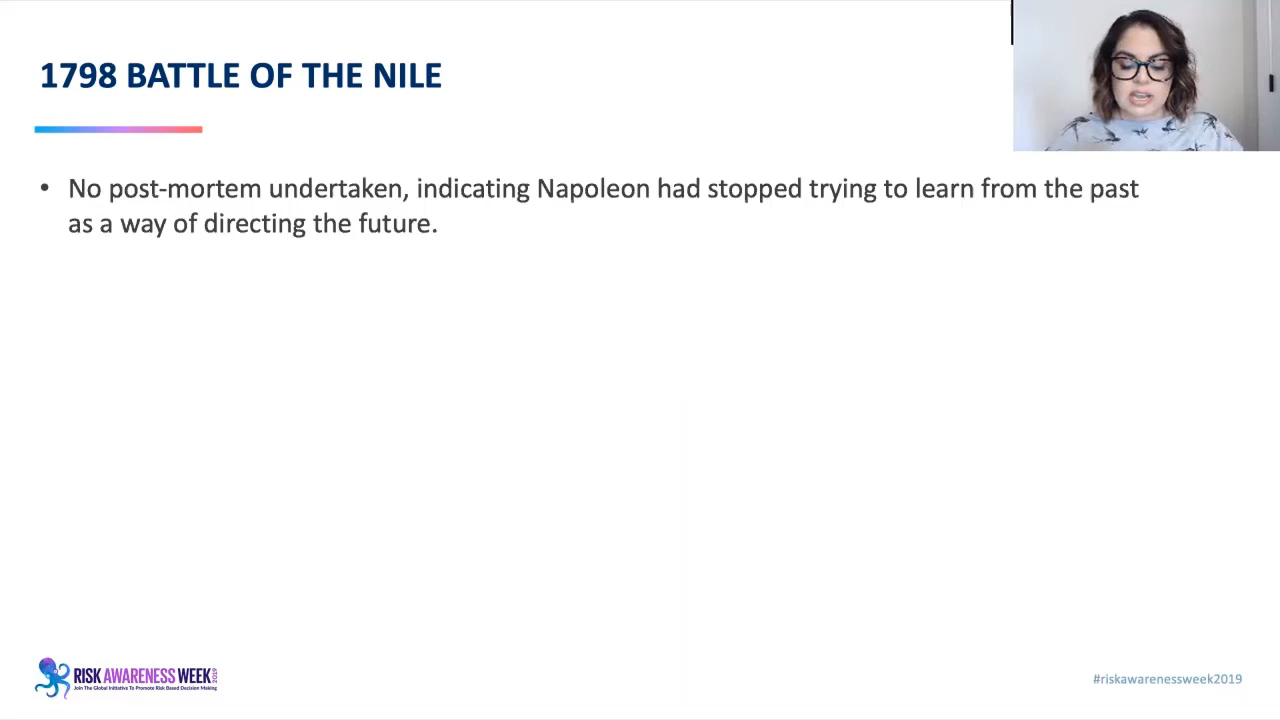 1798 BATTLE OF THE NILE
• No post-mortem undertaken, indicating Napoleon had stopped trying to learn from the past
as a way of directing the future.
RISK AWARENESS WEEK 2019
Join The Global Initiative To Promote Risk Based Decision Making
#riskawarenessweek2019